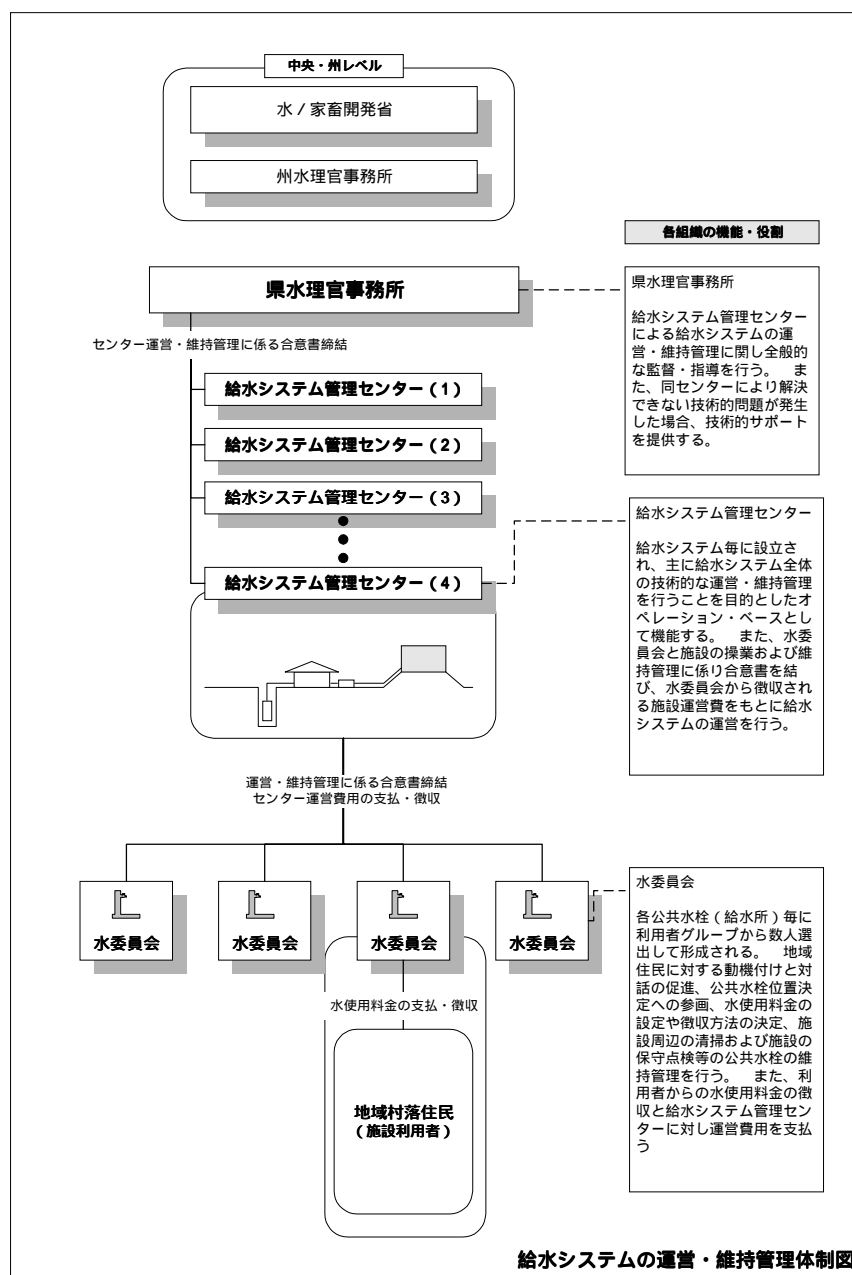 中央・州レベル
水 / 家畜開発省
州水理官事務所
各組織の機能・役割
県水理官事務所
県水理官事務所
給水システム管理センター
による給水システムの運
営・維持管理に関し全般的
な監督・指導を行う。 ま
た、同センターにより解決
できない技術的問題が発生
した場合、技術的サポート
を提供する。
センター運営・維持管理に係る合意書締結
給水システム管理センター（１）
給水システム管理センター（２）
給水システム管理センター（３）
給水システム管理センター（４）
給水システム管理センター
給水システム毎に設立さ
れ、主に給水システム全体
の技術的な運営・維持管理
を行うことを目的としたオ
ペレーション・ベースとし
て機能する。 また、水委
員会と施設の操業および維
持管理に係り合意書を結
び、水委員会から徴収され
る施設運営費をもとに給水
システムの運営を行う。
運営・維持管理に係る合意書締結
センター運営費用の支払・徴収
水委員会
水委員会
水委員会
水委員会
水委員会
各公共水栓（給水所）毎に
利用者グループから数人選
出して形成される。 地域
住民に対する動機付けと対
話の促進、公共水栓位置決
定への参画、水使用料金の
設定や徴収方法の決定、施
設周辺の清掃および施設の
保守点検等の公共水栓の維
持管理を行う。 また、利
用者からの水使用料金の徴
収と給水システム管理セン
ターに対し運営費用を支払
う
水使用料金の支払・徴収
地域村落住民
（施設利用者）
給水システムの運営・維持管理体制図